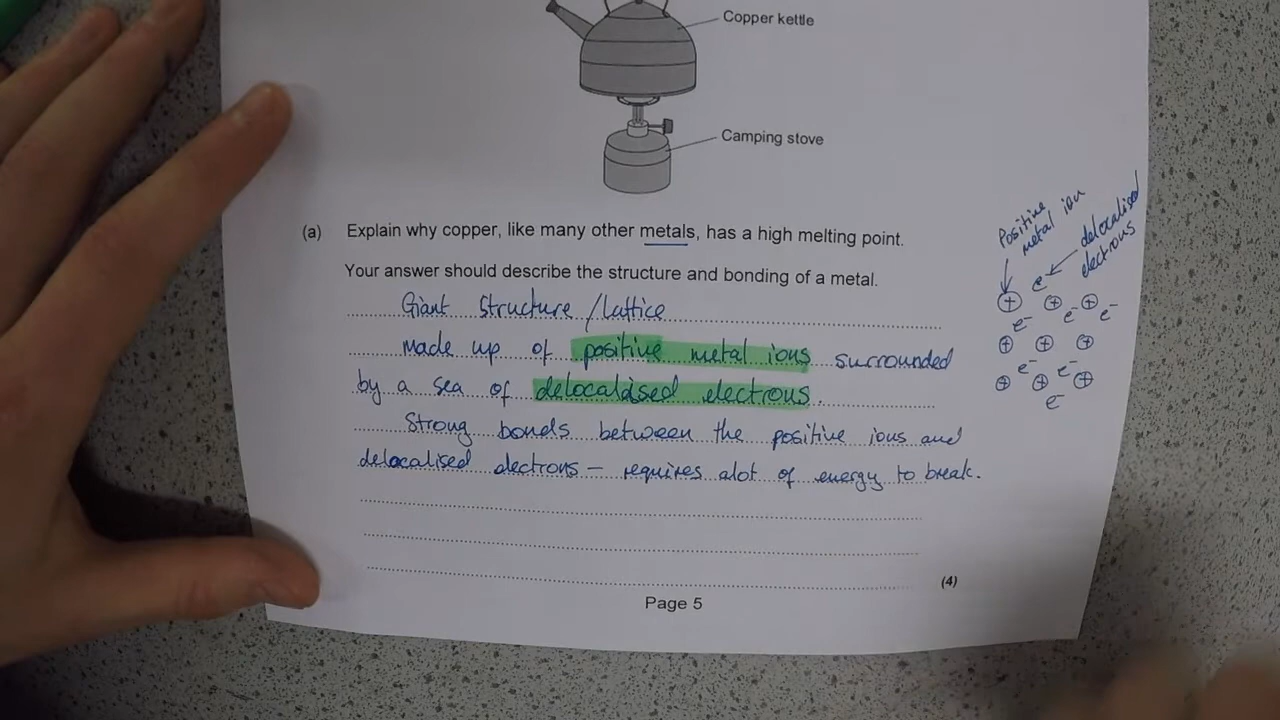 Copper kettle
Camping stove
(a) Explain why copper, like many other metals, has a high melting point.
Your answer should describe the structure and bonding of a metal.
Giant Structure / lattice
made up of positive metal ions surrounded
by a sea of delocalised electrons.
Strong bonds between the positive ions and
delocalised electrons – requires alot of energy to break.
(4)
Page 5
Positive
metal ion
delocalised
electrons
+ e⁻ + +
e⁻ e⁻ e⁻
+ + +
e⁻ e⁻
+ + +
e⁻